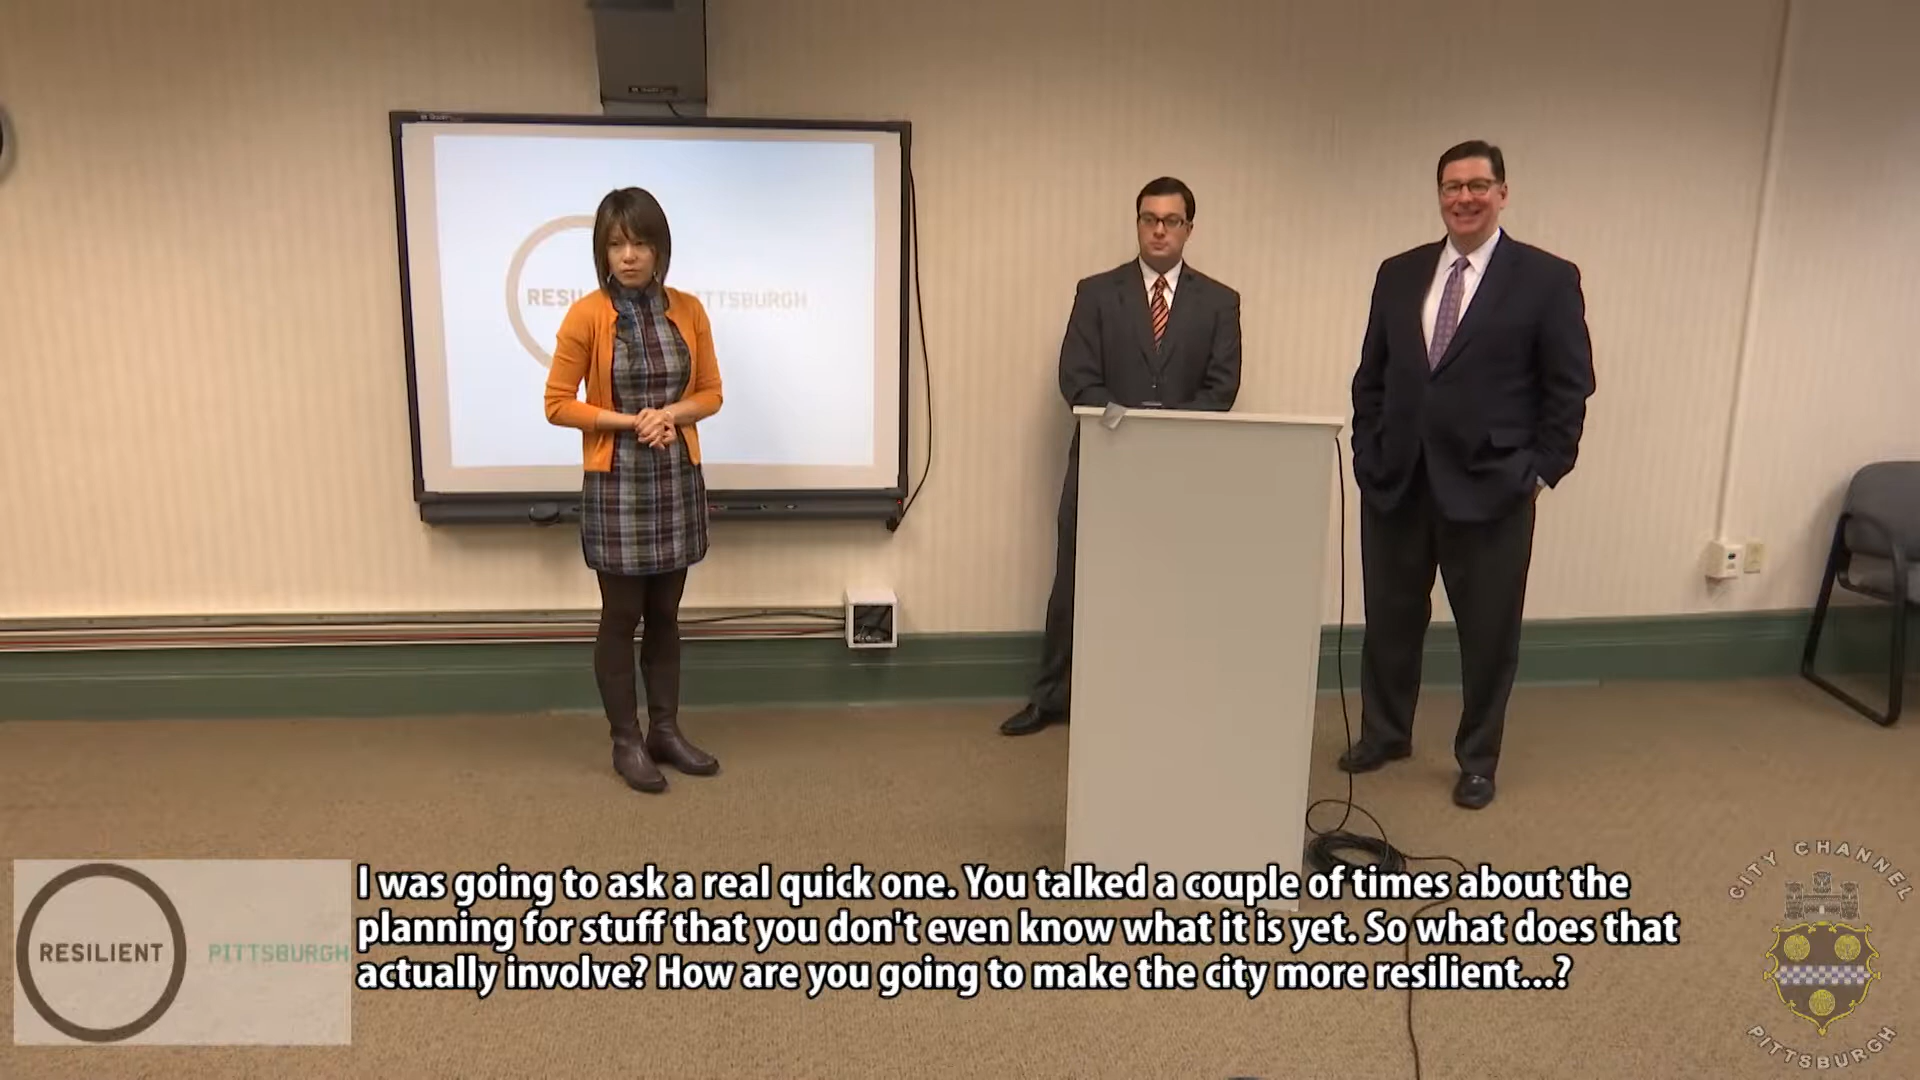 RESI
ITTSBURGH
I was going to ask a real quick one. You talked a couple of times about the
planning for stuff that you don't even know what it is yet. So what does that
actually involve? How are you going to make the city more resilient...?
RESILIENT PITTSBURGH
CITY CHANNEL
PITTSBURGH